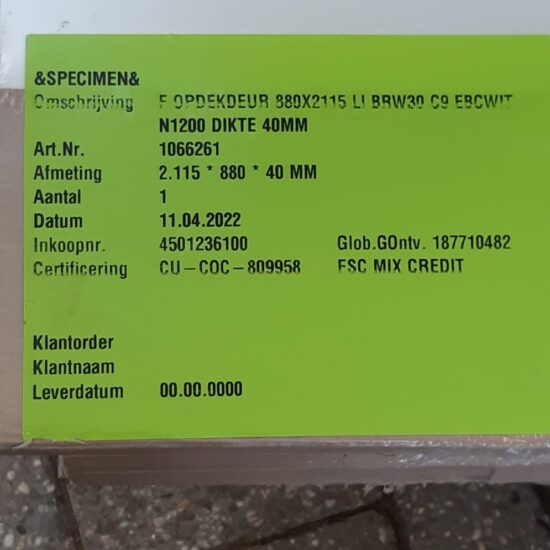 &SPECIMEN&
Omschrijving F OPDEKDEUR 880X2115 LI BRW30 C9 EBCWIT
N1200 DIKTE 40MM
Art.Nr. 1066261
Afmeting 2.115 * 880 * 40 MM
Aantal 1
Datum 11.04.2022
Inkoopnr. 4501236100 Glob.GOntv. 187710482
Certificering CU-COC-809958 FSC MIX CREDIT
Klantorder
Klantnaam
Leverdatum 00.00.0000